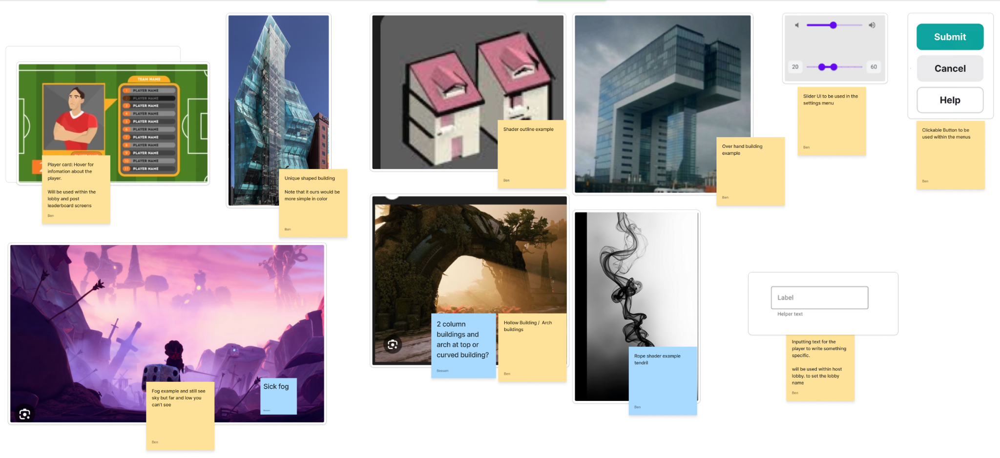 TEAM NAME
1 PLAYER NAME
2 PLAYER NAME
3 PLAYER NAME
4 PLAYER NAME
5 PLAYER NAME
6 PLAYER NAME
7 PLAYER NAME
8 PLAYER NAME
9 PLAYER NAME
10 PLAYER NAME
11 PLAYER NAME
Player card: Hover for
infomation about the
player.
Will be used within the
lobby and post
leaderboard screens
Ben
Unique shaped building
Note that it ours would be
more simple in color
Ben
Shader outline example
Ben
Over hand building
example
Ben
20
60
Slider UI to be used in the
settings menu
Ben
Submit
Cancel
Help
Clickable Button to be
used within the menus
Ben
Fog example and still see
sky but far and low you
can't see
Ben
Sick fog
Bassam
2 column
buildings and
arch at top or
curved building?
Bassam
Hollow Building / Arch
buildings
Ben
Rope shader example
tendril
Ben
Label
Helper text
Inputting text for the
player to write something
specific.
will be used within host
lobby. to set the lobby
name
Ben